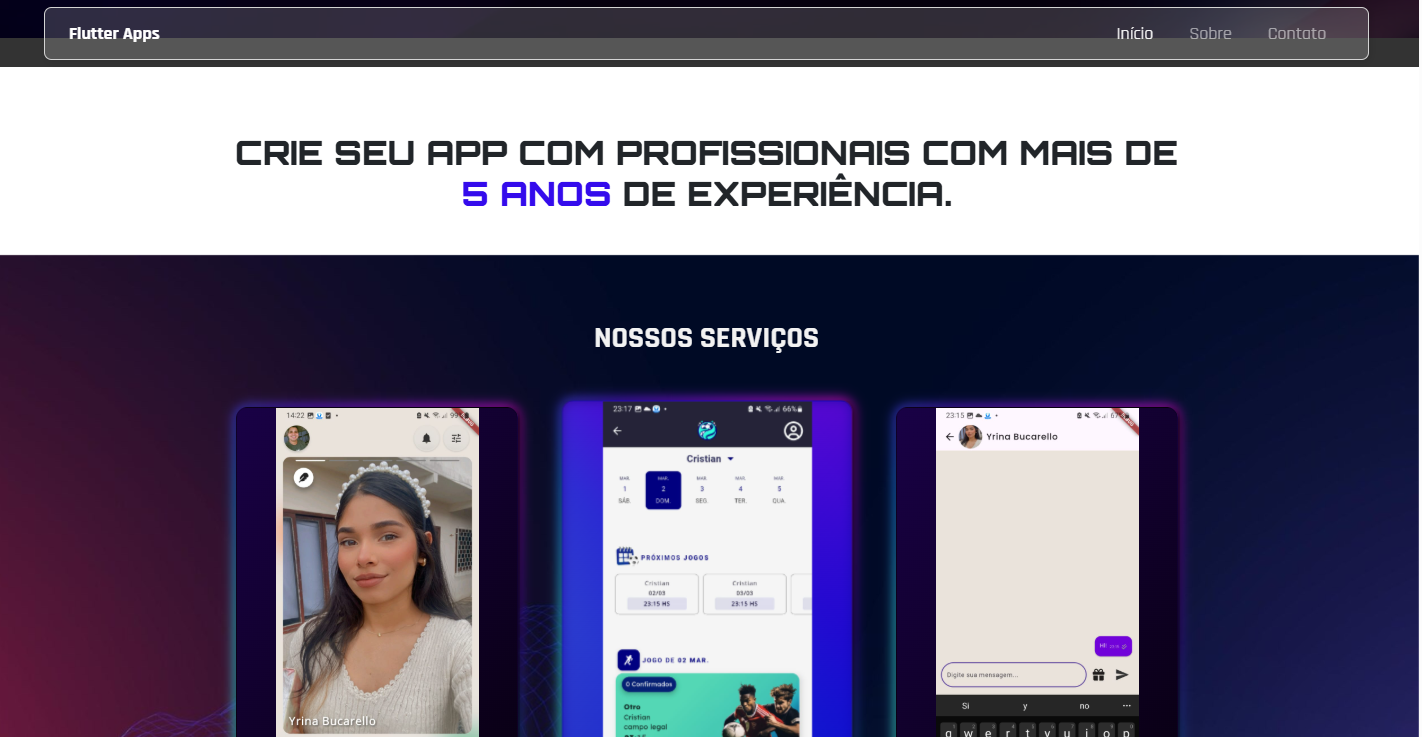 Flutter Apps
Início Sobre Contato
CRIE SEU APP COM PROFISSIONAIS COM MAIS DE
5 ANOS DE EXPERIÊNCIA.
NOSSOS SERVIÇOS
14:22
Yrina Bucarello
23:17 66%
Cristian
MAR. MAR. MAR. MAR. MAR.
1 2 3 4 5
SÁB. DOM. SEG. TER. QUA.
PRÓXIMOS JOGOS
Cristian Cristian
02/03 03/03
23:15 HS 23:15 HS
JOGO DE 02 MAR.
0 Confirmados
Otro
Cristian
campo legal
23:15
Yrina Bucarello
Hi
Digite sua mensagem...
Si y no
q w e r t y u i o p